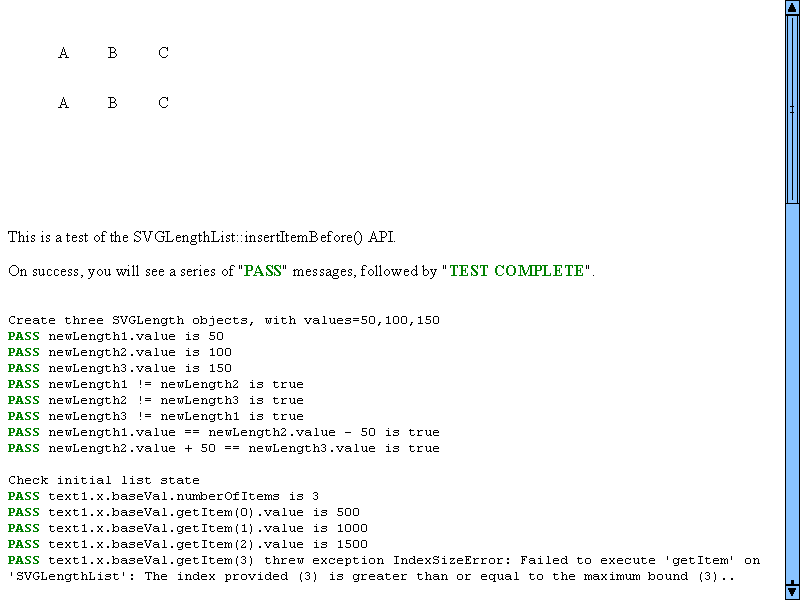 A B C
A B C
This is a test of the SVGLengthList::insertItemBefore() API.
On success, you will see a series of "PASS" messages, followed by "TEST COMPLETE".
Create three SVGLength objects, with values=50,100,150
PASS newLength1.value is 50
PASS newLength2.value is 100
PASS newLength3.value is 150
PASS newLength1 != newLength2 is true
PASS newLength2 != newLength3 is true
PASS newLength3 != newLength1 is true
PASS newLength1.value == newLength2.value - 50 is true
PASS newLength2.value + 50 == newLength3.value is true
Check initial list state
PASS text1.x.baseVal.numberOfItems is 3
PASS text1.x.baseVal.getItem(0).value is 500
PASS text1.x.baseVal.getItem(1).value is 1000
PASS text1.x.baseVal.getItem(2).value is 1500
PASS text1.x.baseVal.getItem(3) threw exception IndexSizeError: Failed to execute 'getItem' on
'SVGLengthList': The index provided (3) is greater than or equal to the maximum bound (3)..